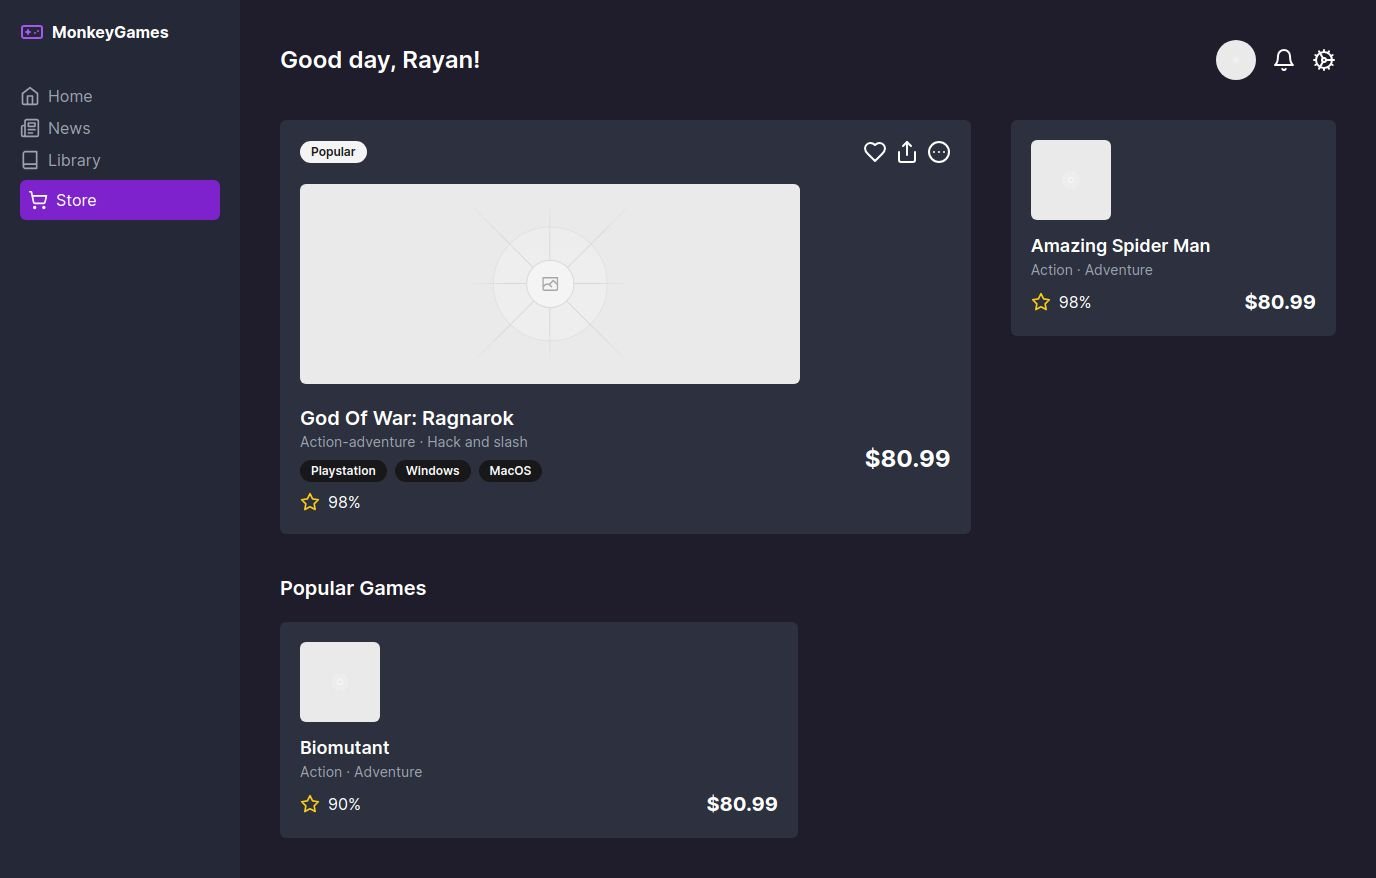 MonkeyGames
Home
News
Library
Store
Good day, Rayan!
Popular
God Of War: Ragnarok
Action-adventure · Hack and slash
Playstation
WIndows
MacOS
98%
$80.99
Amazing Spider Man
Action · Adventure
98%
$80.99
Popular Games
Biomutant
Action · Adventure
90%
$80.99